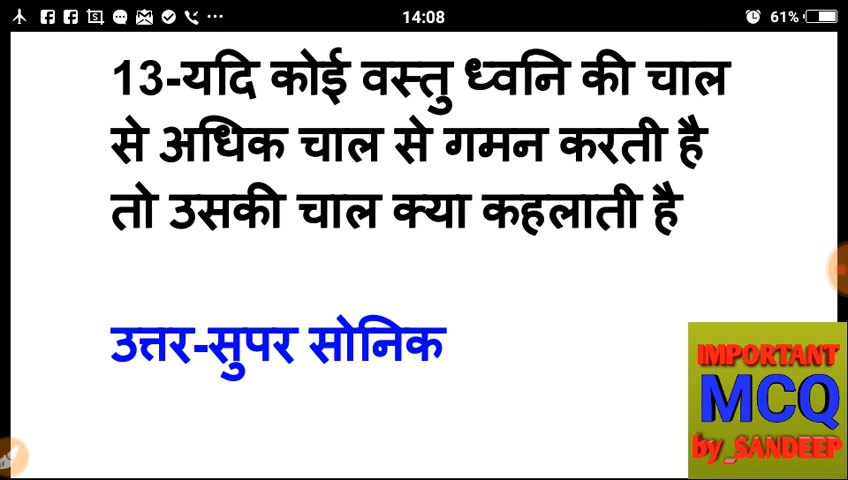 14:08
61%
13-यदि कोई वस्तु ध्वनि की चाल
से अधिक चाल से गमन करती है
तो उसकी चाल क्या कहलाती है
उत्तर-सुपर सोनिक
IMPORTANT
MCQ
by_SANDEEP